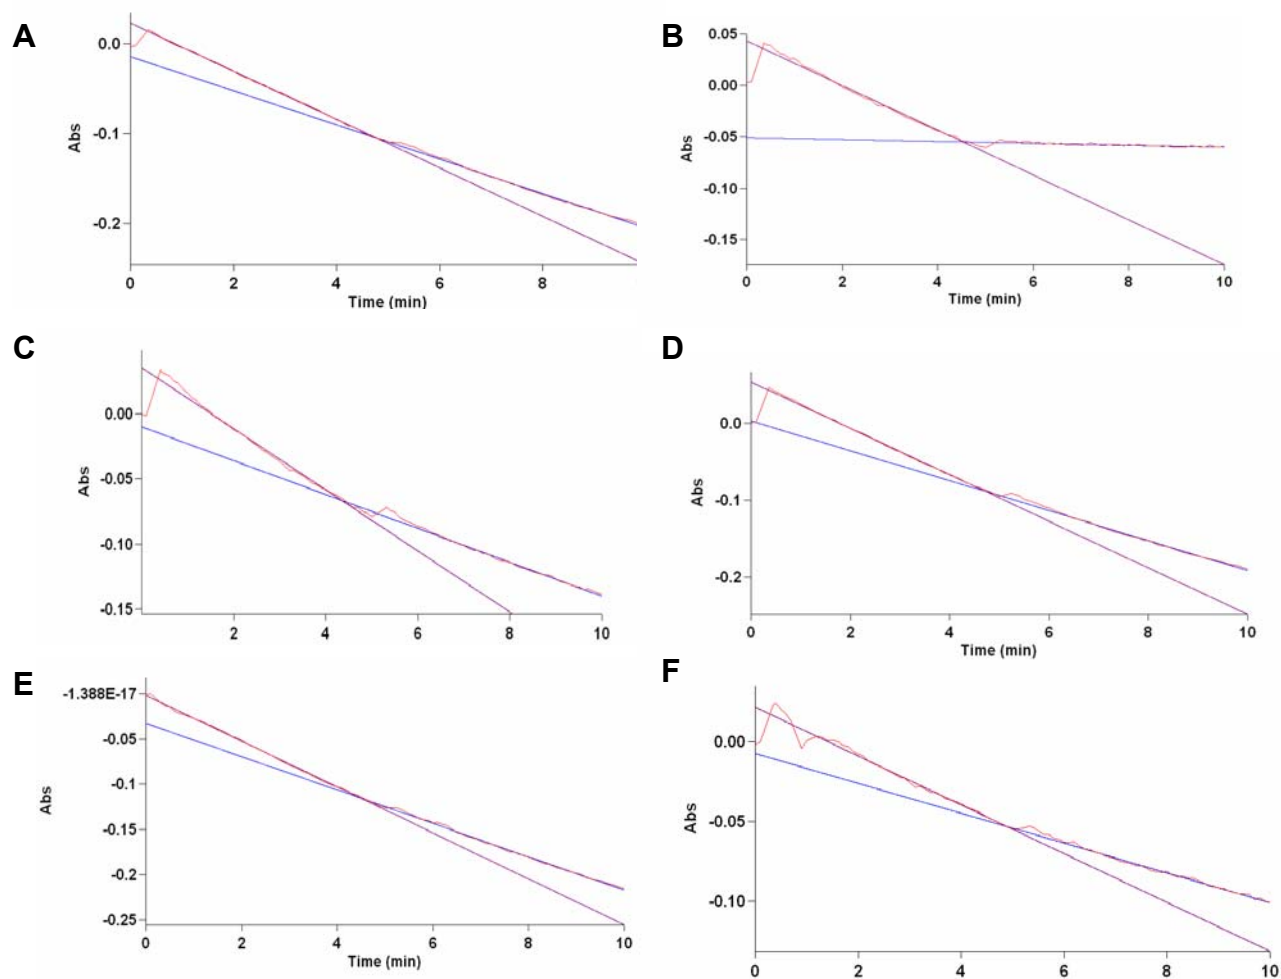 A
0.0
-0.1
-0.2
Abs
0 2 4 6 8
Time (min)
B
0.05
0.00
-0.05
-0.10
-0.15
Abs
0 2 4 6 8 10
Time (min)
C
0.00
-0.05
-0.10
-0.15
Abs
2 4 6 8 10
D
0.0
-0.1
-0.2
Abs
0 2 4 6 8 10
Time (min)
E
-1.388E-17
-0.05
-0.1
-0.15
-0.2
-0.25
Abs
0 2 4 6 8 10
Time (min)
F
0.00
-0.05
-0.10
Abs
0 2 4 6 8 10